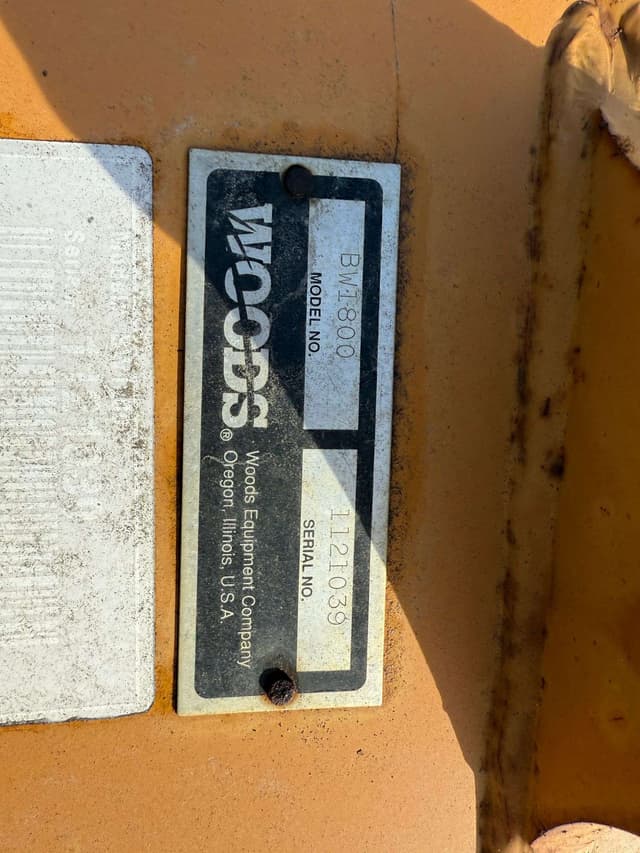 BW1800
MODEL NO.
1121039
SERIAL NO.
WOODS®
Woods Equipment Company
Oregon, Illinois, U.S.A.